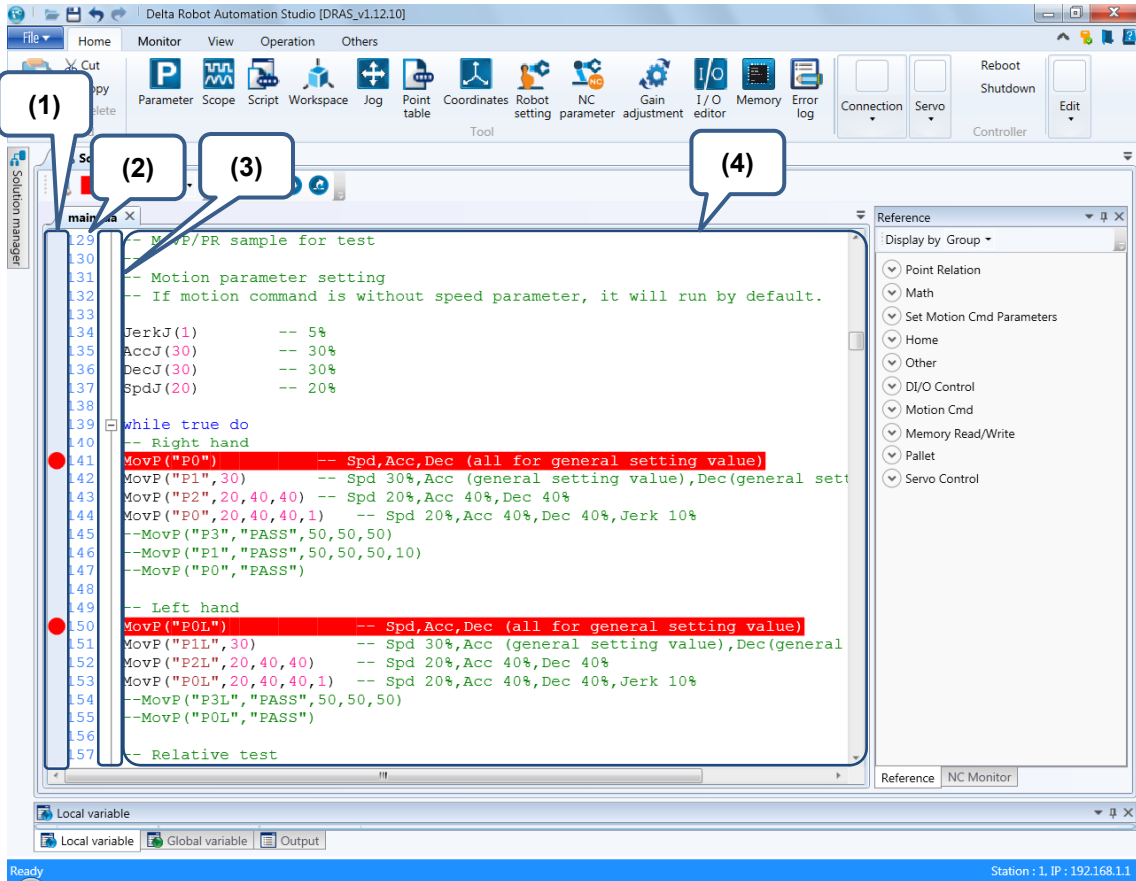 Delta Robot Automation Studio [DRAS_v1.12.10]
File Home Monitor View Operation Others
Cut
Reboot
Shutdown
Parameter Scope Script Workspace Jog Point table Coordinates Robot setting NC parameter Gain adjustment I / O editor Memory Error log Connection Servo Edit
Tool Controller
(1)
(2)
(3)
(4)
Solution manager
Reference
Display by Group
Point Relation
Math
Set Motion Cmd Parameters
Home
Other
DI/O Control
Motion Cmd
Memory Read/Write
Pallet
Servo Control
Reference NC Monitor
129 -- MovP/PR sample for test
130 --
131 -- Motion parameter setting
132 -- If motion command is without speed parameter, it will run by default.
133
134 JerkJ(1) -- 5%
135 AccJ(30) -- 30%
136 DecJ(30) -- 30%
137 SpdJ(20) -- 20%
138
139 while true do
140 -- Right hand
141 MovP("P0") -- Spd,Acc,Dec (all for general setting value)
142 MovP("P1",30) -- Spd 30%,Acc (general setting value),Dec(general sett
143 MovP("P2",20,40,40) -- Spd 20%,Acc 40%,Dec 40%
144 MovP("P0",20,40,40,1) -- Spd 20%,Acc 40%,Dec 40%,Jerk 10%
145 --MovP("P3","PASS",50,50,50)
146 --MovP("P1","PASS",50,50,50,10)
147 --MovP("P0","PASS")
148
149 -- Left hand
150 MovP("P0L") -- Spd,Acc,Dec (all for general setting value)
151 MovP("P1L",30) -- Spd 30%,Acc (general setting value),Dec(general
152 MovP("P2L",20,40,40) -- Spd 20%,Acc 40%,Dec 40%
153 MovP("P0L",20,40,40,1) -- Spd 20%,Acc 40%,Dec 40%,Jerk 10%
154 --MovP("P3L","PASS",50,50,50)
155 --MovP("P0L","PASS")
156
157 -- Relative test
Local variable
Local variable Global variable Output
Ready Station : 1, IP : 192.168.1.1